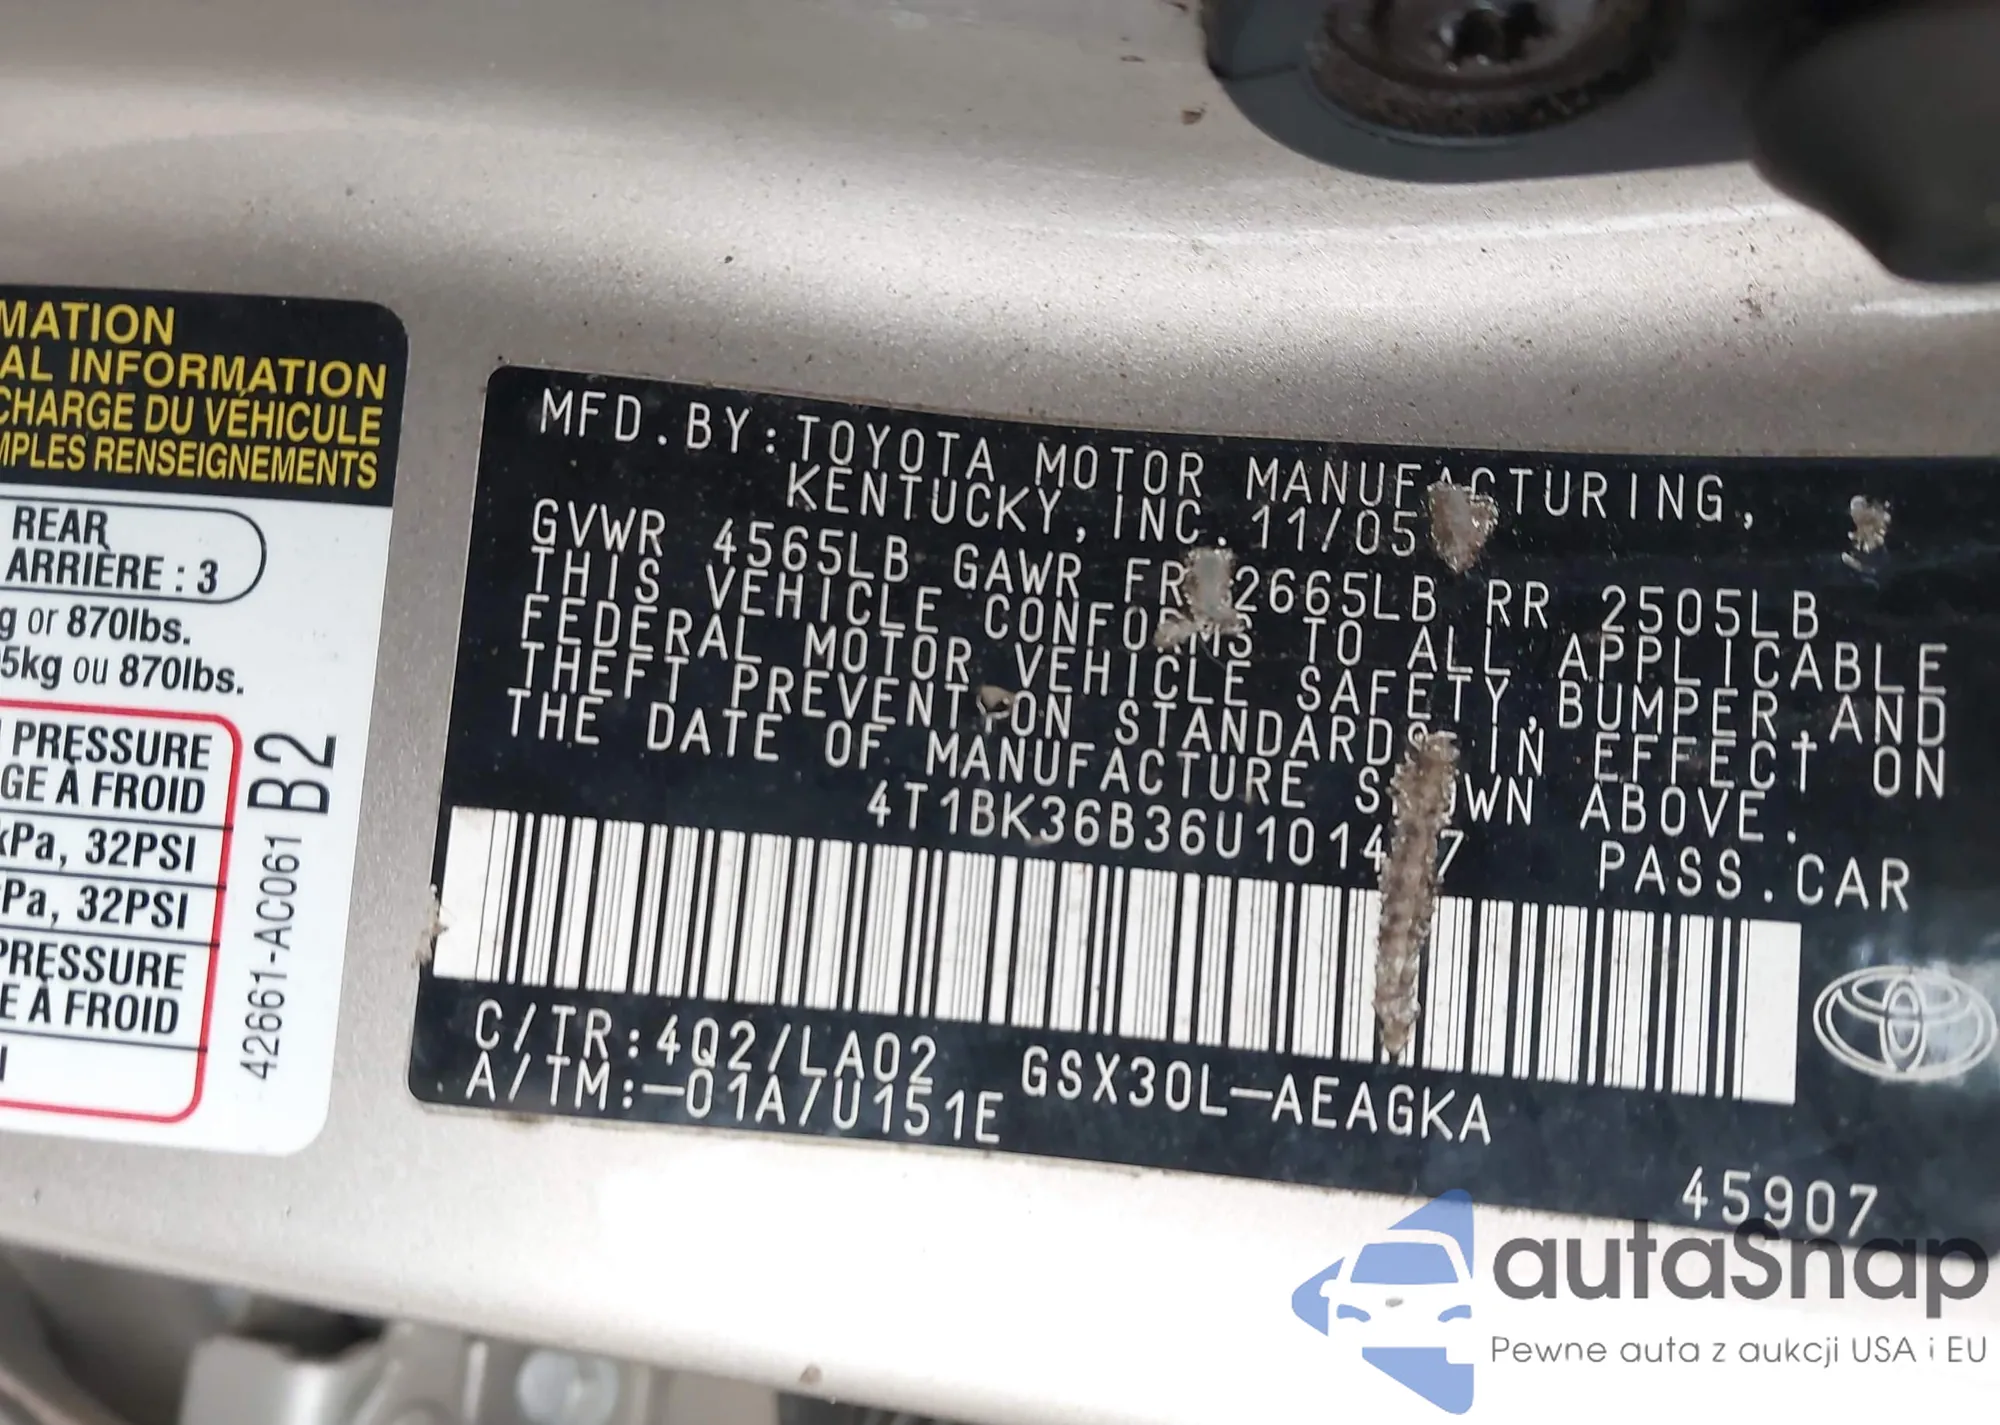 MATION
AL INFORMATION
CHARGE DU VÉHICULE
MPLES RENSEIGNEMENTS
REAR
ARRIÈRE : 3
g or 870lbs.
5kg ou 870lbs.
PRESSURE
GE À FROID
kPa, 32PSI
Pa, 32PSI
PRESSURE
E À FROID
42661-AC061 B2
MFD.BY:TOYOTA MOTOR MANUFACTURING,
KENTUCKY,INC. 11/05
GVWR 4565LB GAWR FR 2665LB RR 2505LB
THIS VEHICLE CONFORMS TO ALL APPLICABLE
FEDERAL MOTOR VEHICLE SAFETY,BUMPER,AND
THEFT PREVENTION STANDARDS IN EFFECT ON
THE DATE OF MANUFACTURE SHOWN ABOVE.
PASS.CAR
C/TR:4Q2/LA02 GSX30L-AEAGKA
A/TM:-01A/U151E
45907
autaSnap
Pewne auta z aukcji USA i EU